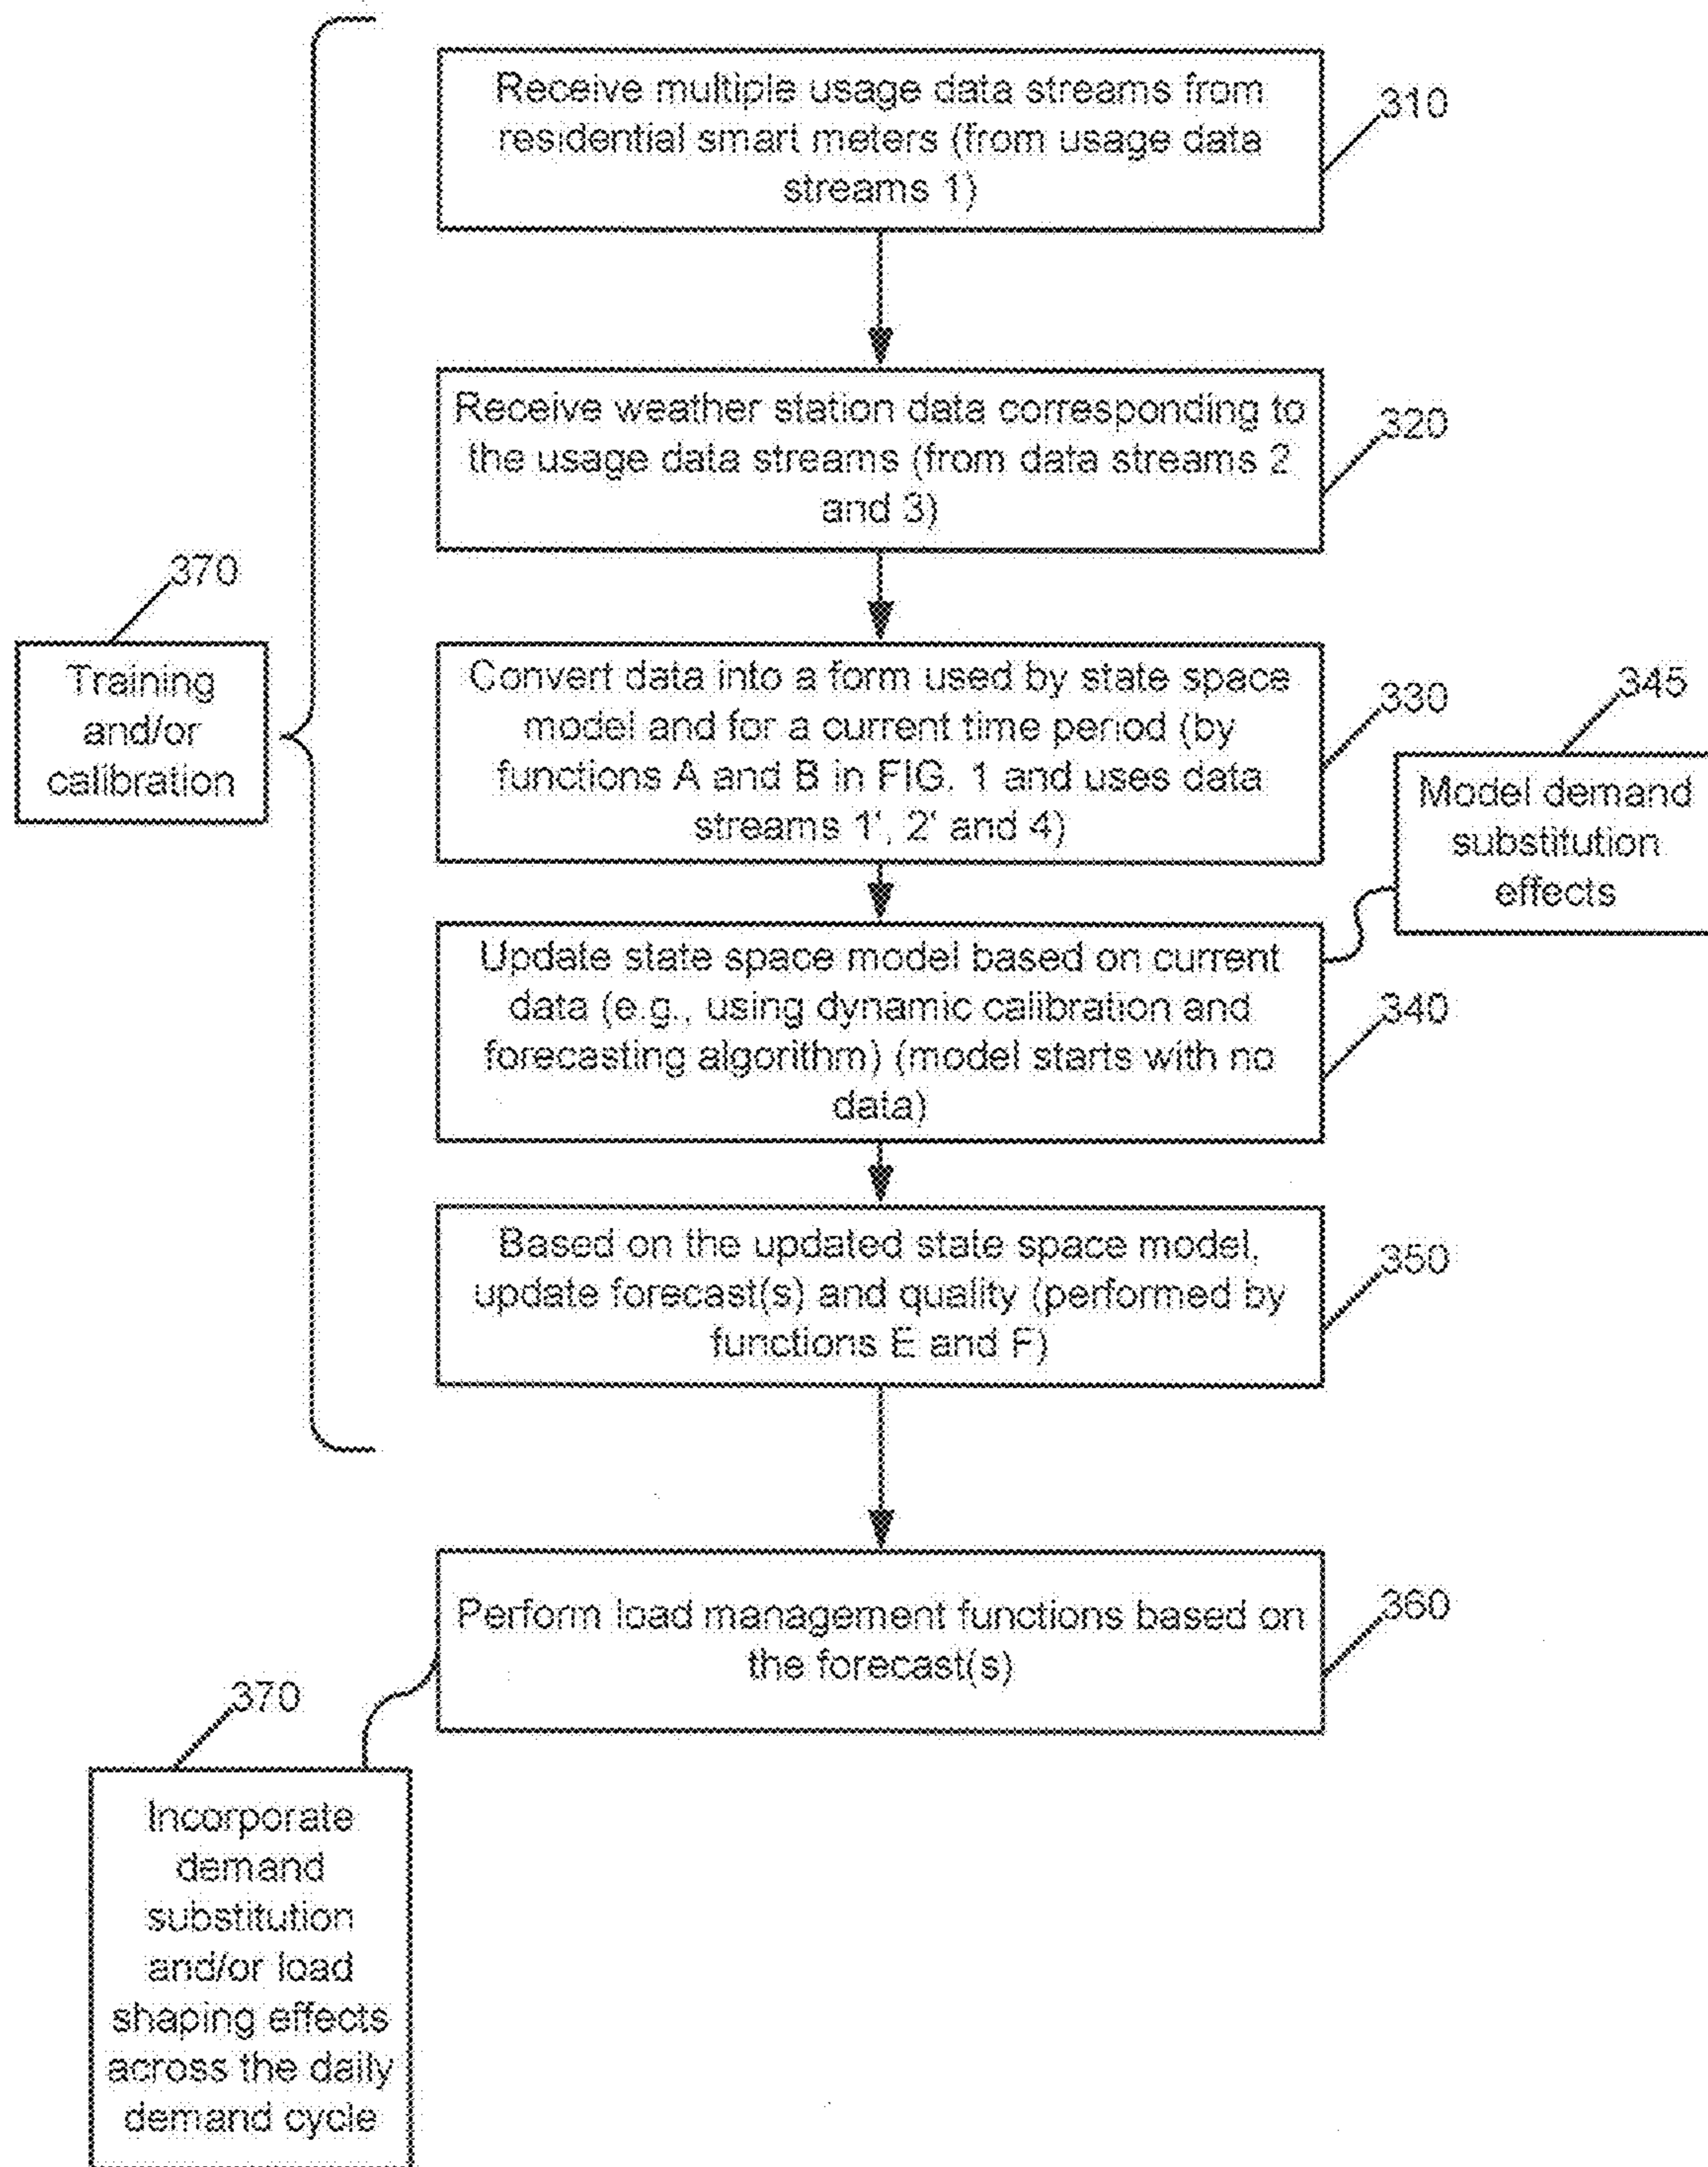 Receive multiple usage data streams from
residential smart meters (from usage data
streams 1)
310
Receive weather station data corresponding to
the usage data streams (from data streams 2
and 3)
320
370
Training
and/or
calibration
Convert data into a form used by state space
model and for a current time period (by
functions A and B in FIG. 1 and uses data
streams 1', 2' and 4)
330
345
Model demand
substitution
effects
Update state space model based on current
data (e.g., using dynamic calibration and
forecasting algorithm) (model starts with no
data)
340
Based on the updated state space model,
update forecast(s) and quality (performed by
functions E and F)
350
Perform load management functions based on
the forecast(s)
360
370
Incorporate
demand
substitution
and/or load
shaping effects
across the daily
demand cycle